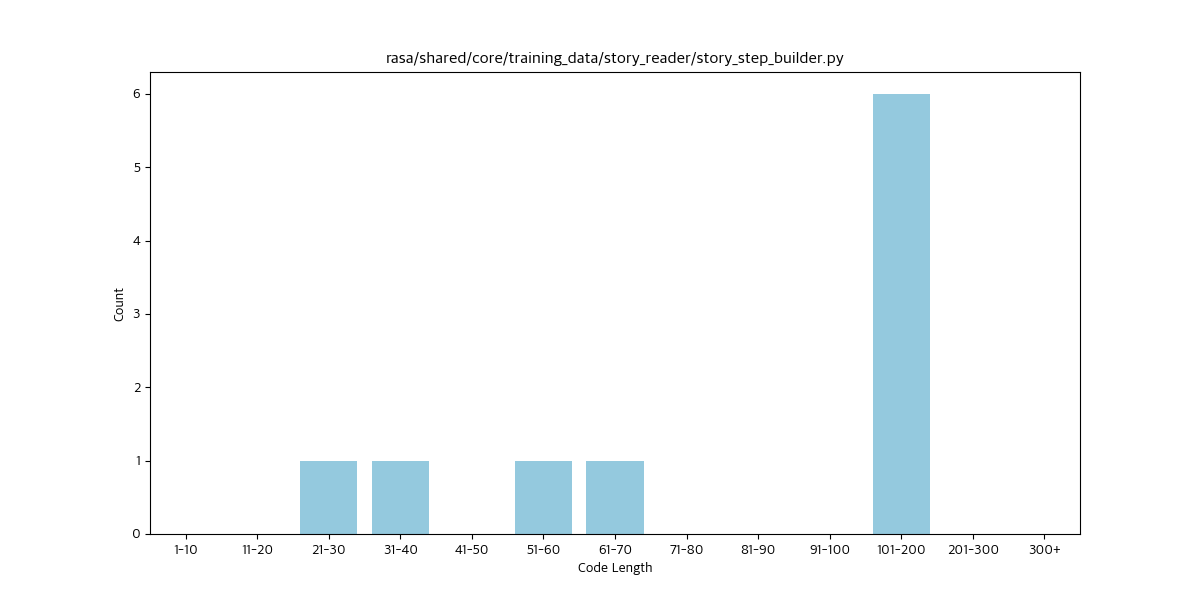 rasa/shared/core/training_data/story_reader/story_step_builder.py
6
5
4
3
2
1
0
Count
1-10 11-20 21-30 31-40 41-50 51-60 61-70 71-80 81-90 91-100 101-200 201-300 300+
Code Length